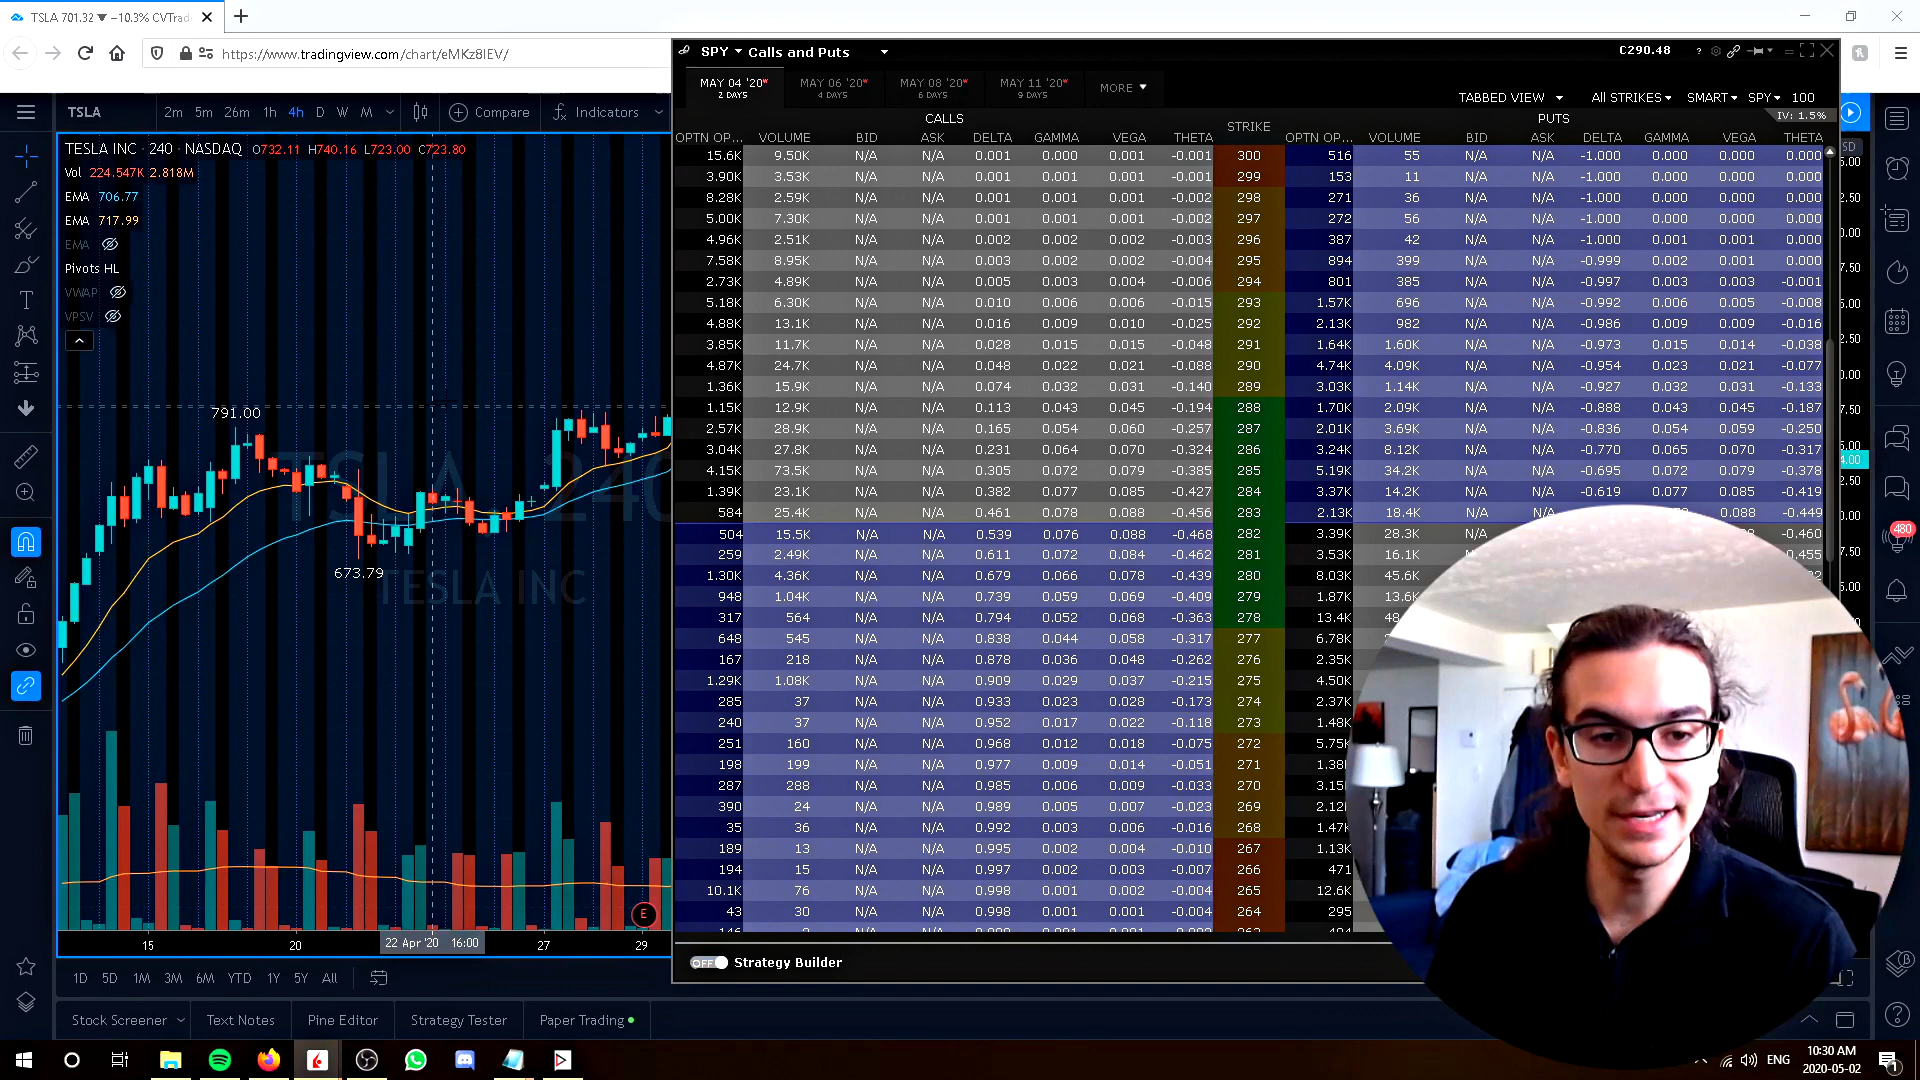 TSLA 701.32 ▼ −10.3% CVTrad
https://www.tradingview.com/chart/eMKz8IEV/
TSLA 2m 5m 26m 1h 4h D W M Compare Indicators
TESLA INC · 240 · NASDAQ O732.11 H740.16 L723.00 C723.80
Vol 224.547K 2.818M
EMA 706.77
EMA 717.99
EMA
Pivots HL
VWAP
VPSV
791.00
673.79
TSLA, 240
TESLA INC
E
15 20 22 Apr '20 16:00 27 29
1D 5D 1M 3M 6M YTD 1Y 5Y All
Stock Screener Text Notes Pine Editor Strategy Tester Paper Trading
SPY Calls and Puts C290.48
MAY 04 '20 MAY 06 '20 MAY 08 '20 MAY 11 '20 MORE
2 DAYS 4 DAYS 6 DAYS 9 DAYS
TABBED VIEW All STRIKES SMART SPY 100
IV: 1.5%
CALLS STRIKE PUTS
OPTN OP... VOLUME BID ASK DELTA GAMMA VEGA THETA OPTN OP... VOLUME BID ASK DELTA GAMMA VEGA THETA
15.6K 9.50K N/A N/A 0.001 0.000 0.001 -0.001 300 516 55 N/A N/A -1.000 0.000 0.000 0.000
3.90K 3.53K N/A N/A 0.001 0.001 0.001 -0.001 299 153 11 N/A N/A -1.000 0.000 0.000 0.000
8.28K 2.59K N/A N/A 0.001 0.001 0.001 -0.002 298 271 36 N/A N/A -1.000 0.000 0.000 0.000
5.00K 7.30K N/A N/A 0.001 0.001 0.001 -0.002 297 272 56 N/A N/A -1.000 0.000 0.000 0.000
4.96K 2.51K N/A N/A 0.002 0.002 0.002 -0.003 296 387 42 N/A N/A -1.000 0.001 0.001 0.000
7.58K 8.95K N/A N/A 0.003 0.002 0.002 -0.004 295 894 399 N/A N/A -0.999 0.002 0.001 0.000
2.73K 4.89K N/A N/A 0.005 0.003 0.004 -0.006 294 801 385 N/A N/A -0.997 0.003 0.003 -0.001
5.18K 6.30K N/A N/A 0.010 0.006 0.006 -0.015 293 1.57K 696 N/A N/A -0.992 0.006 0.005 -0.008
4.88K 13.1K N/A N/A 0.016 0.009 0.010 -0.025 292 2.13K 982 N/A N/A -0.986 0.009 0.009 -0.016
3.85K 11.7K N/A N/A 0.028 0.015 0.015 -0.048 291 1.64K 1.60K N/A N/A -0.973 0.015 0.014 -0.038
4.87K 24.7K N/A N/A 0.048 0.022 0.021 -0.088 290 4.74K 4.09K N/A N/A -0.954 0.023 0.021 -0.077
1.36K 15.9K N/A N/A 0.074 0.032 0.031 -0.140 289 3.03K 1.14K N/A N/A -0.927 0.032 0.031 -0.133
1.15K 12.9K N/A N/A 0.113 0.043 0.045 -0.194 288 1.70K 2.09K N/A N/A -0.888 0.043 0.045 -0.187
2.57K 28.9K N/A N/A 0.165 0.054 0.060 -0.257 287 2.01K 3.69K N/A N/A -0.836 0.054 0.059 -0.250
3.04K 27.8K N/A N/A 0.231 0.064 0.070 -0.324 286 3.24K 8.12K N/A N/A -0.770 0.065 0.070 -0.317
4.15K 73.5K N/A N/A 0.305 0.072 0.079 -0.385 285 5.19K 34.2K N/A N/A -0.695 0.072 0.079 -0.378
1.39K 23.1K N/A N/A 0.382 0.077 0.085 -0.427 284 3.37K 14.2K N/A N/A -0.619 0.077 0.085 -0.419
584 25.4K N/A N/A 0.461 0.078 0.088 -0.456 283 2.13K 18.4K N/A 0.088 -0.449
504 15.5K N/A N/A 0.539 0.076 0.088 -0.468 282 3.39K 28.3K -0.460
259 2.49K N/A N/A 0.611 0.072 0.084 -0.462 281 3.53K 16.1K
1.30K 4.36K N/A N/A 0.679 0.066 0.078 -0.439 280 8.03K 45.6K
948 1.04K N/A N/A 0.739 0.059 0.069 -0.409 279 1.87K
317 564 N/A N/A 0.794 0.052 0.068 -0.363 278 13.4K
648 545 N/A N/A 0.838 0.044 0.058 -0.317 277 6.78K
167 218 N/A N/A 0.878 0.036 0.048 -0.262 276 2.35K
1.29K 1.08K N/A N/A 0.909 0.029 0.037 -0.215 275 4.50K
285 37 N/A N/A 0.933 0.023 0.028 -0.173 274 2.37K
240 37 N/A N/A 0.952 0.017 0.022 -0.118 273 1.48K
251 160 N/A N/A 0.968 0.012 0.018 -0.075 272 5.75K
198 199 N/A N/A 0.977 0.009 0.014 -0.051 271 1.38K
287 288 N/A N/A 0.985 0.006 0.009 -0.033 270 3.15K
390 24 N/A N/A 0.989 0.005 0.007 -0.023 269 2.12K
35 36 N/A N/A 0.992 0.003 0.006 -0.016 268 1.47K
189 13 N/A N/A 0.995 0.002 0.004 -0.010 267 1.13K
194 15 N/A N/A 0.997 0.002 0.003 -0.007 266 471
10.1K 76 N/A N/A 0.998 0.001 0.002 -0.004 265 12.6K
43 30 N/A N/A 0.998 0.001 0.001 -0.004 264 295
OFF Strategy Builder
480
ENG 10:30 AM
2020-05-02
1